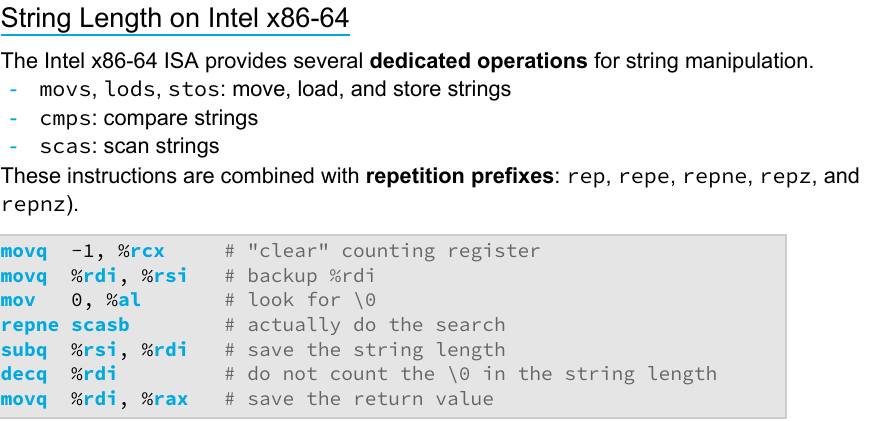 String Length on Intel x86-64
The Intel x86-64 ISA provides several dedicated operations for string manipulation.
- movs, lods, stos: move, load, and store strings
- cmps: compare strings
- scas: scan strings
These instructions are combined with repetition prefixes: rep, repe, repne, repz, and
repnz).
movq  -1, %rcx     # "clear" counting register
movq  %rdi, %rsi   # backup %rdi
mov   0, %al       # look for \0
repne scasb        # actually do the search
subq  %rsi, %rdi   # save the string length
decq  %rdi         # do not count the \0 in the string length
movq  %rdi, %rax   # save the return value